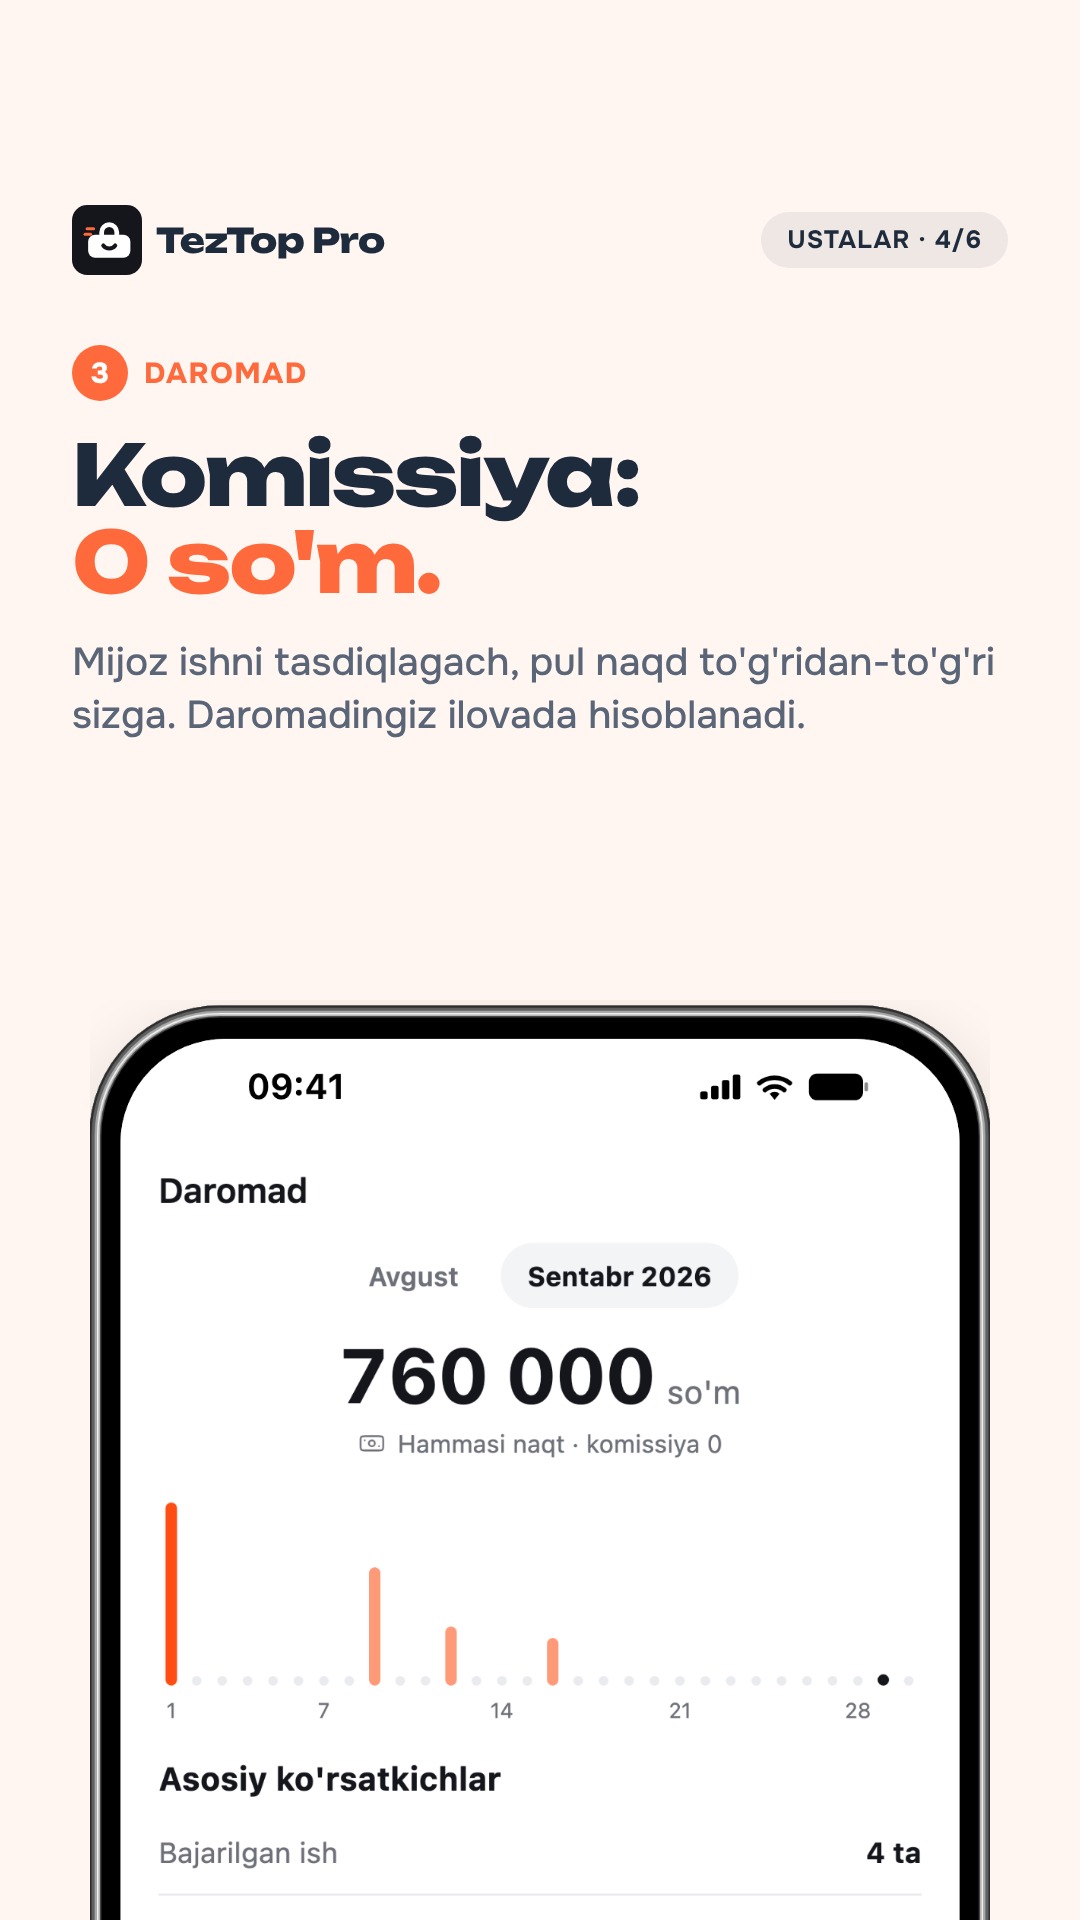 TezTop Pro
USTALAR · 4/6
3 DAROMAD
Komissiya:
0 so'm.
Mijoz ishni tasdiqlagach, pul naqd to'g'ridan-to'g'ri
sizga. Daromadingiz ilovada hisoblanadi.
09:41
Daromad
Avgust Sentabr 2026
760 000 so'm
Hammasi naqt · komissiya 0
1 7 14 21 28
Asosiy ko'rsatkichlar
Bajarilgan ish 4 ta